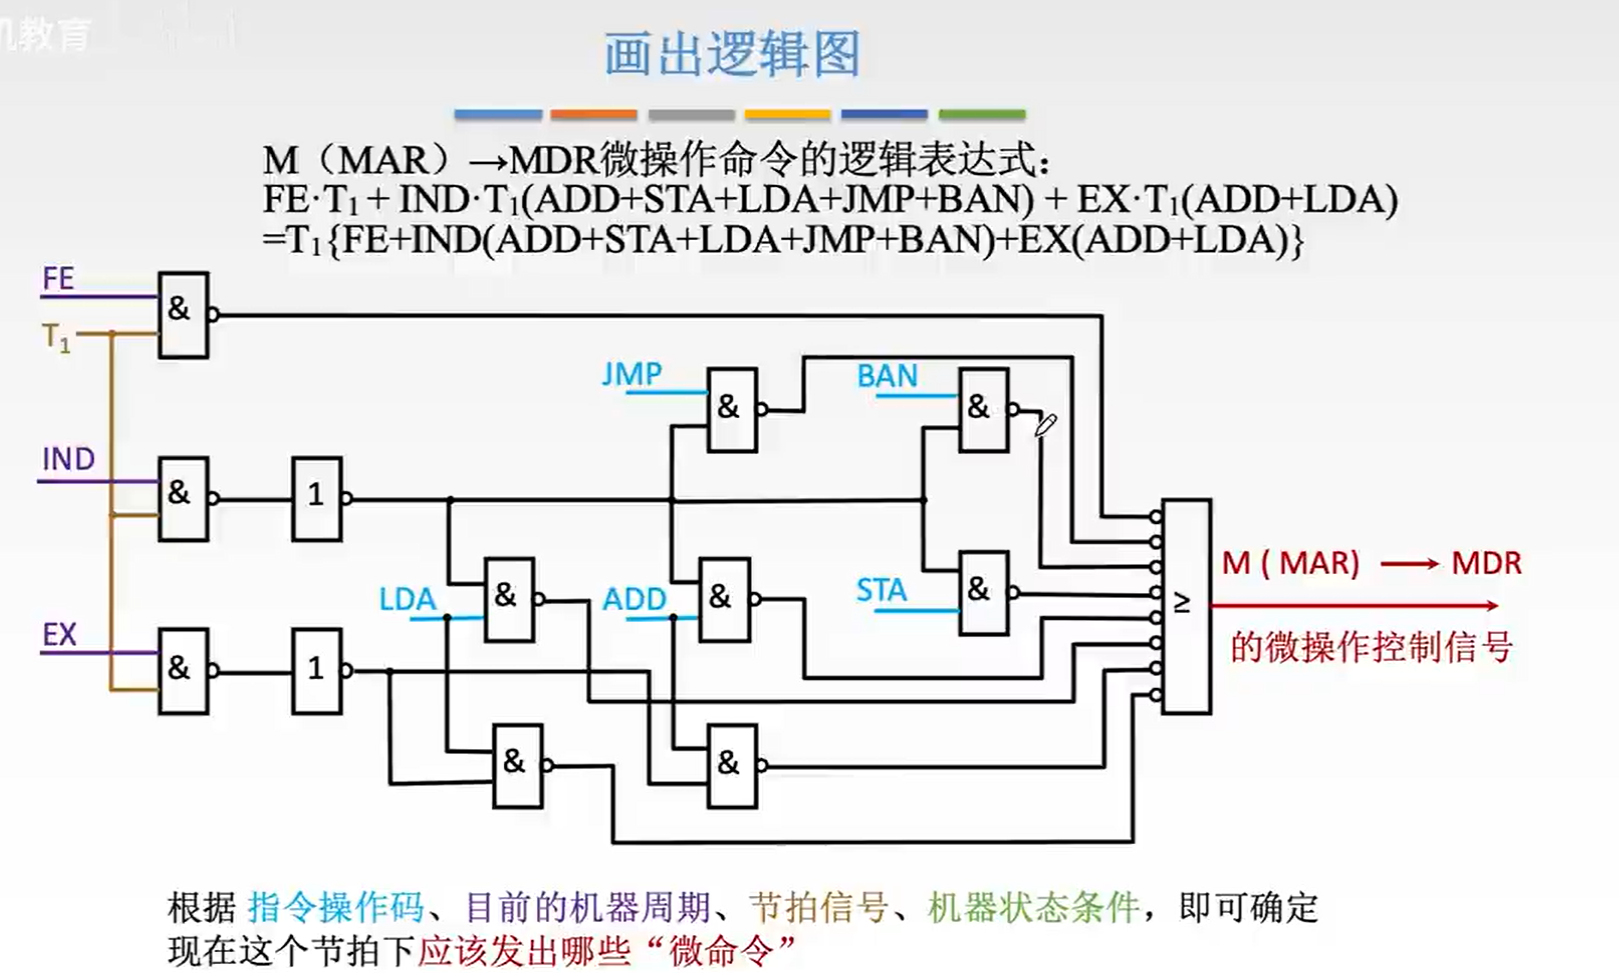 机教育
画出逻辑图
M（MAR）→MDR微操作命令的逻辑表达式：
FE·T₁ + IND·T₁(ADD+STA+LDA+JMP+BAN) + EX·T₁(ADD+LDA)
=T₁{FE+IND(ADD+STA+LDA+JMP+BAN)+EX(ADD+LDA)}
FE
&
T₁
JMP
&
BAN
&
IND
&
1
LDA
&
ADD
&
STA
&
≥
M ( MAR) → MDR
的微操作控制信号
EX
&
1
&
&
根据 指令操作码、目前的机器周期、节拍信号、机器状态条件，即可确定
现在这个节拍下应该发出哪些“微命令”